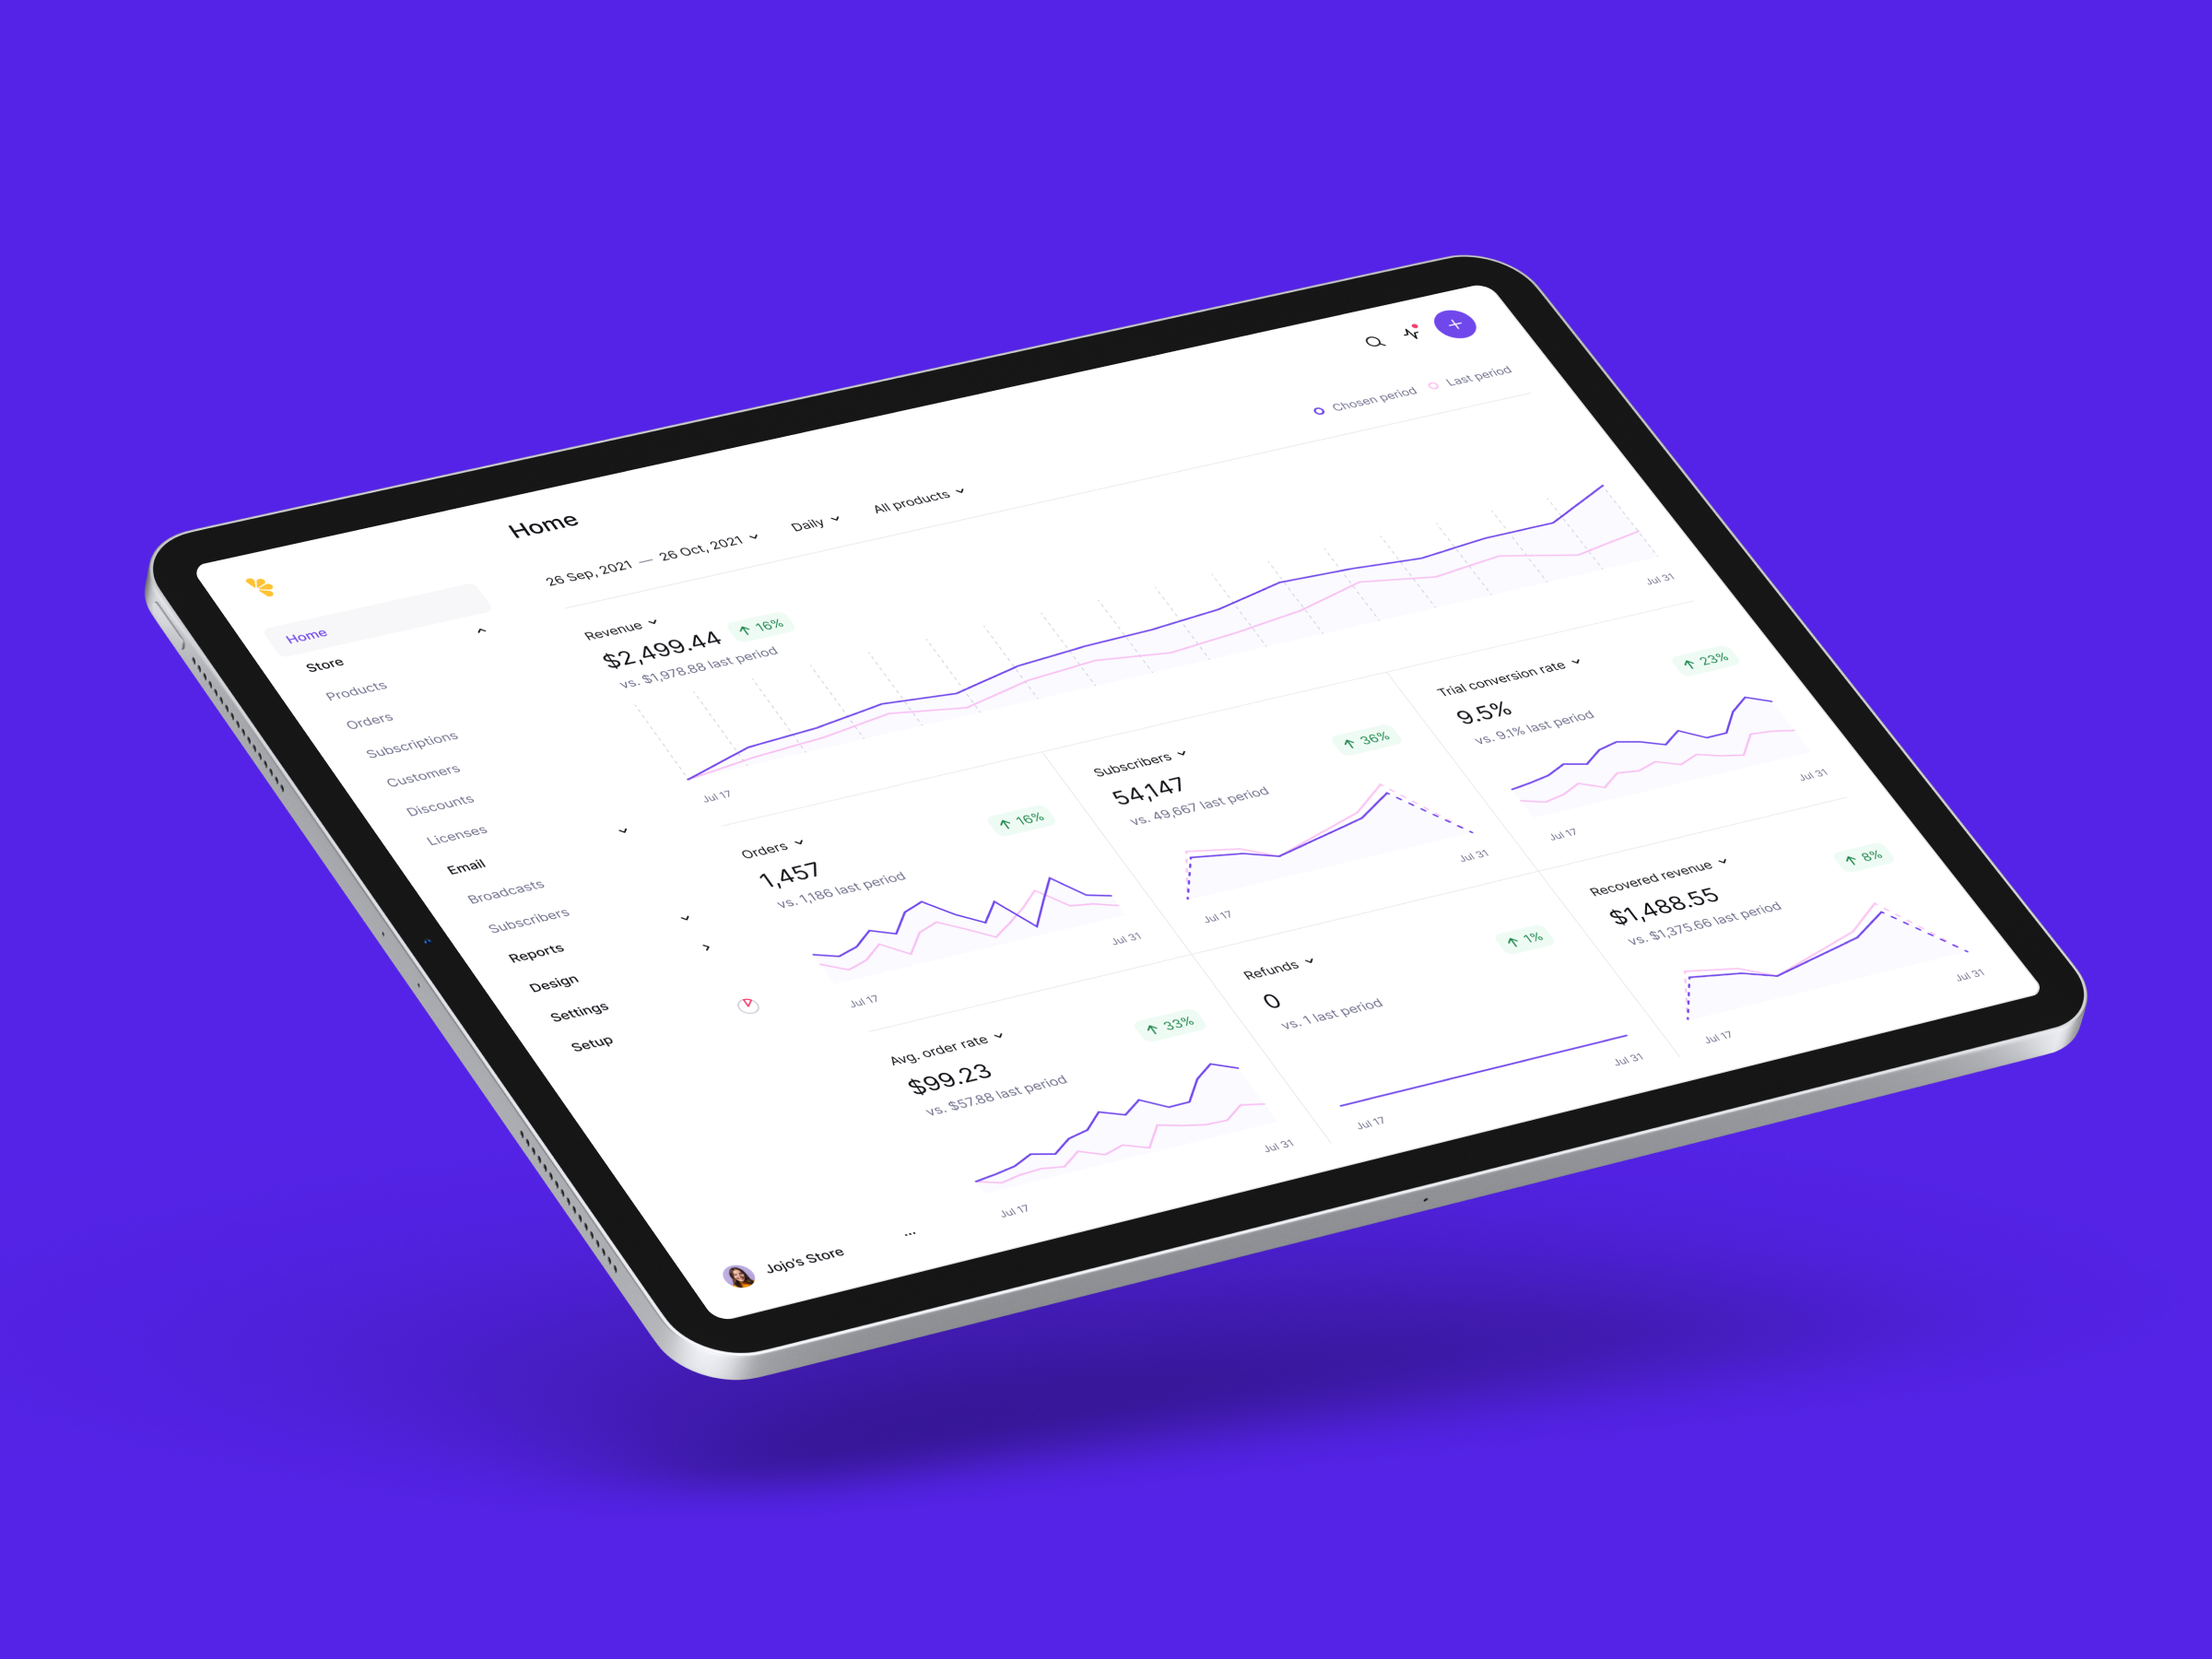 Home
26 Sep, 2021 — 26 Oct, 2021
Daily
All products
Chosen period
Last period
Home
Store
Products
Orders
Subscriptions
Customers
Discounts
Licenses
Email
Broadcasts
Subscribers
Reports
Design
Settings
Setup
Jojo's Store
...
Revenue
$2,499.44
16%
vs. $1,978.88 last period
Jul 17
Jul 31
Orders
16%
1,457
vs. 1,186 last period
Jul 17
Jul 31
Subscribers
36%
54,147
vs. 49,667 last period
Jul 17
Jul 31
Trial conversion rate
23%
9.5%
vs. 9.1% last period
Jul 17
Jul 31
Avg. order rate
33%
$99.23
vs. $57.88 last period
Jul 17
Jul 31
Refunds
1%
0
vs. 1 last period
Jul 17
Jul 31
Recovered revenue
8%
$1,488.55
vs. $1,375.66 last period
Jul 17
Jul 31